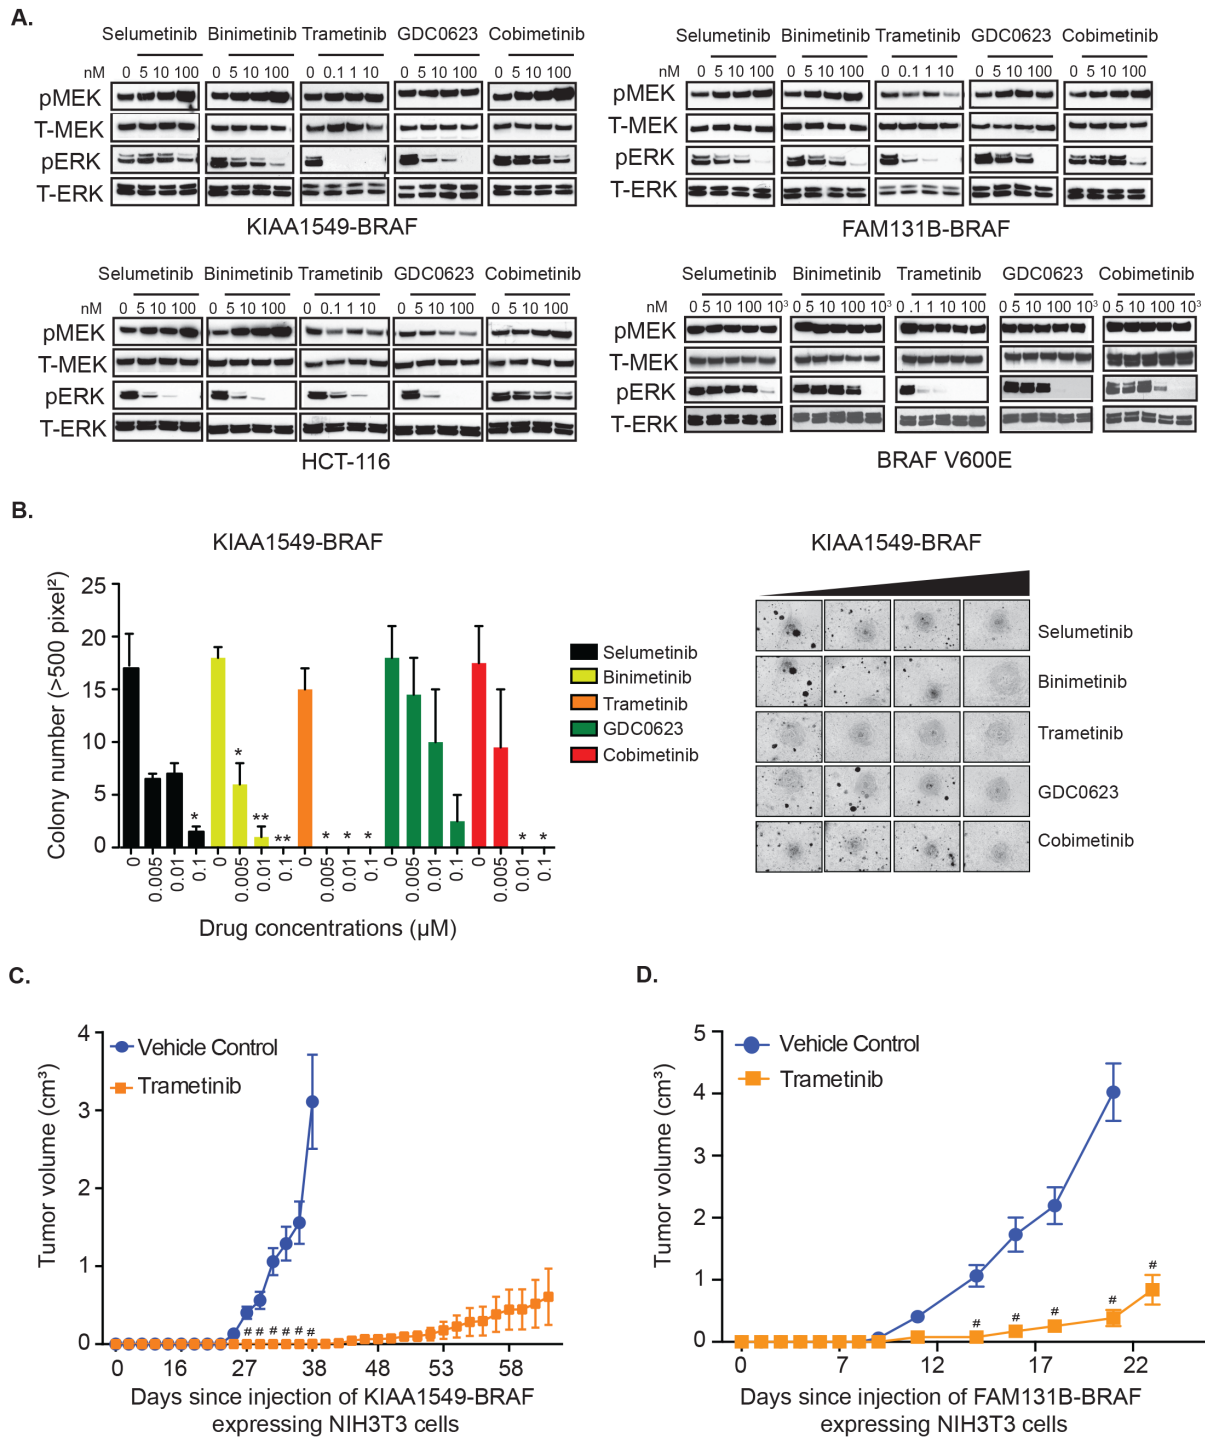 A.
Selumetinib Binimetinib Trametinib GDC0623 Cobimetinib
nM 0 5 10 100 0 5 10 100 0 0.1 1 10 0 5 10 100 0 5 10 100
pMEK
T-MEK
pERK
T-ERK
KIAA1549-BRAF
Selumetinib Binimetinib Trametinib GDC0623 Cobimetinib
nM 0 5 10 100 0 5 10 100 0 0.1 1 10 0 5 10 100 0 5 10 100
pMEK
T-MEK
pERK
T-ERK
FAM131B-BRAF
Selumetinib Binimetinib Trametinib GDC0623 Cobimetinib
nM 0 5 10 100 0 5 10 100 0 0.1 1 10 0 5 10 100 0 5 10 100
pMEK
T-MEK
pERK
T-ERK
HCT-116
Selumetinib Binimetinib Trametinib GDC0623 Cobimetinib
nM 0 5 10 100 10³ 0 5 10 100 10³ 0 .1 1 10 100 0 5 10 100 10³ 0 5 10 100 10³
pMEK
T-MEK
pERK
T-ERK
BRAF V600E
B.
KIAA1549-BRAF
Colony number (>500 pixel²)
25
20
15
10
5
0
* * ** ** * * * * *
0 0.005 0.01 0.1 0 0.005 0.01 0.1 0 0.005 0.01 0.1 0 0.005 0.01 0.1 0 0.005 0.01 0.1
Drug concentrations (µM)
Selumetinib
Binimetinib
Trametinib
GDC0623
Cobimetinib
KIAA1549-BRAF
Selumetinib
Binimetinib
Trametinib
GDC0623
Cobimetinib
C.
Tumor volume (cm³)
4
3
2
1
0
Vehicle Control
Trametinib
# # # # # #
0 16 27 38 48 53 58
Days since injection of KIAA1549-BRAF
expressing NIH3T3 cells
D.
Tumor volume (cm³)
5
4
3
2
1
0
Vehicle Control
Trametinib
# # # # #
0 7 12 17 22
Days since injection of FAM131B-BRAF
expressing NIH3T3 cells